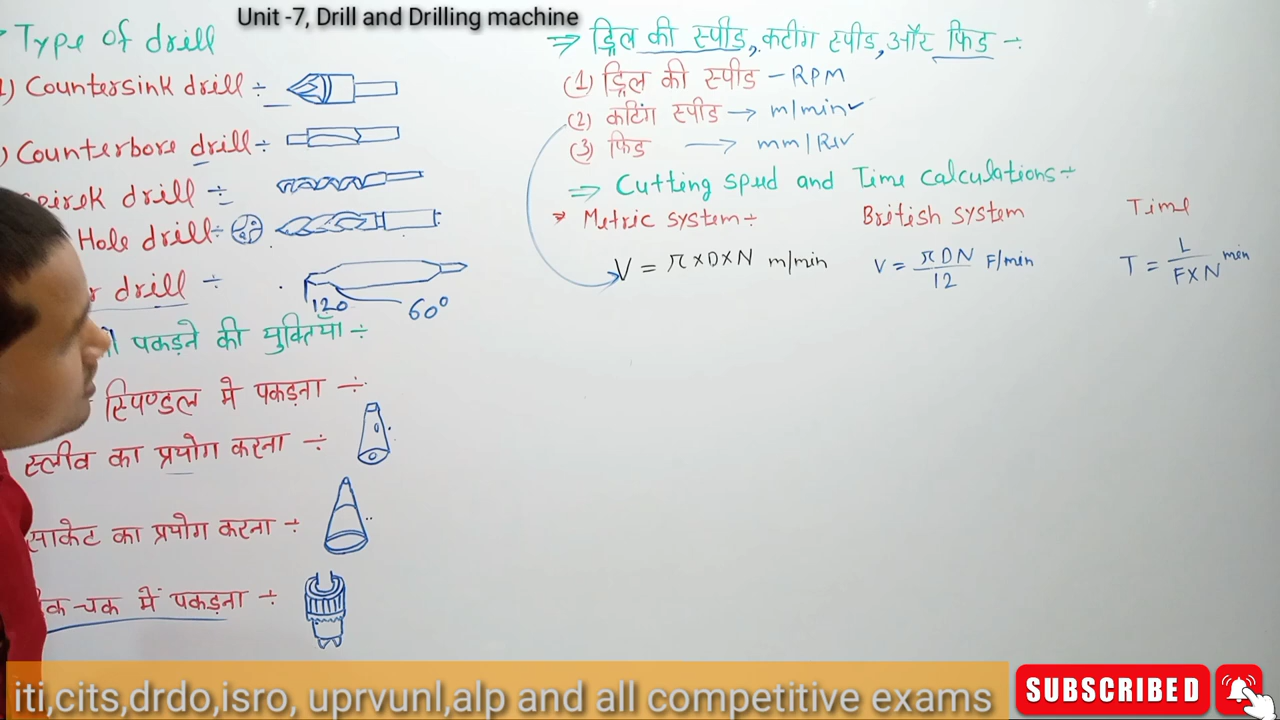 Unit -7, Drill and Drilling machine
Type of drill
1) Countersink drill ÷
) Counterbore drill ÷
drill ÷
Hole drill ÷
drill ÷
120
60°
पकड़ने की युक्तियाँ ÷
स्पिण्डल मे पकड़ना ÷
स्लीव का प्रयोग करना ÷
साकेट का प्रयोग करना ÷
चक में पकड़ना ÷
⇒ ड्रिल की स्पीड, कटींग स्पीड, और फिड ÷
(1) ड्रिल की स्पीड - RPM
(2) कटिंग स्पीड → m/min
(3) फिड → mm/Rev
⇒ Cutting speed and Time calculations ÷
Metric system ÷ British system Time
V = π×D×N m/min V = πDN/12 F/min T = L/F×N min
iti,cits,drdo,isro, uprvunl,alp and all competitive exams
SUBSCRIBED